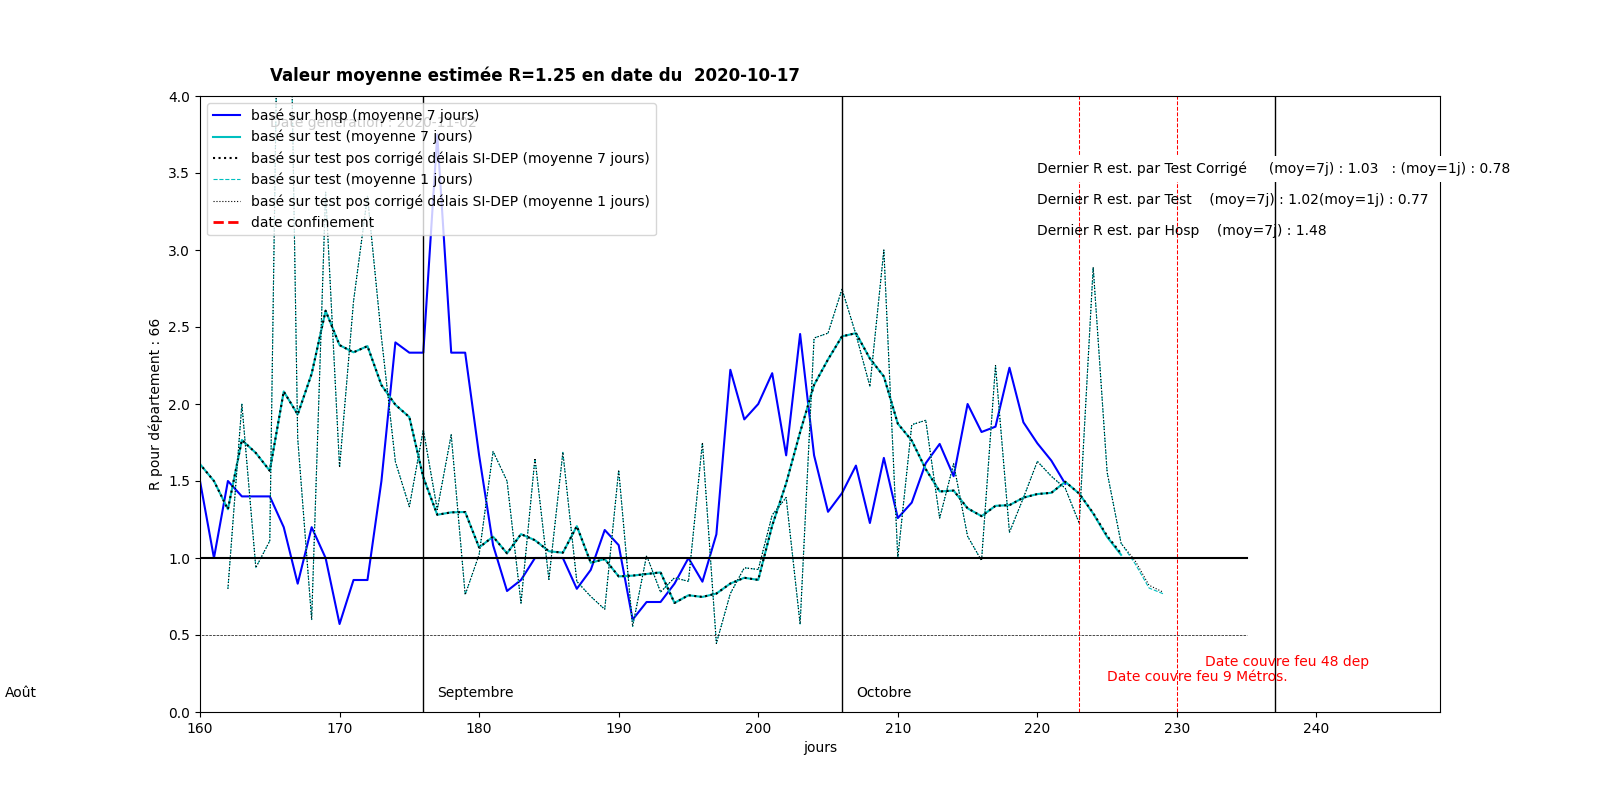 Valeur moyenne estimée R=1.25 en date du  2020-10-17
Date génération : 2020-11-02
basé sur hosp (moyenne 7 jours)
basé sur test (moyenne 7 jours)
basé sur test pos corrigé délais SI-DEP (moyenne 7 jours)
basé sur test (moyenne 1 jours)
basé sur test pos corrigé délais SI-DEP (moyenne 1 jours)
date confinement
Dernier R est. par Test Corrigé     (moy=7j) : 1.03   : (moy=1j) : 0.78
Dernier R est. par Test    (moy=7j) : 1.02(moy=1j) : 0.77
Dernier R est. par Hosp    (moy=7j) : 1.48
R pour département : 66
4.0
3.5
3.0
2.5
2.0
1.5
1.0
0.5
0.0
Date couvre feu 48 dep
Date couvre feu 9 Métros.
Août
Septembre
Octobre
160 170 180 190 200 210 220 230 240
jours